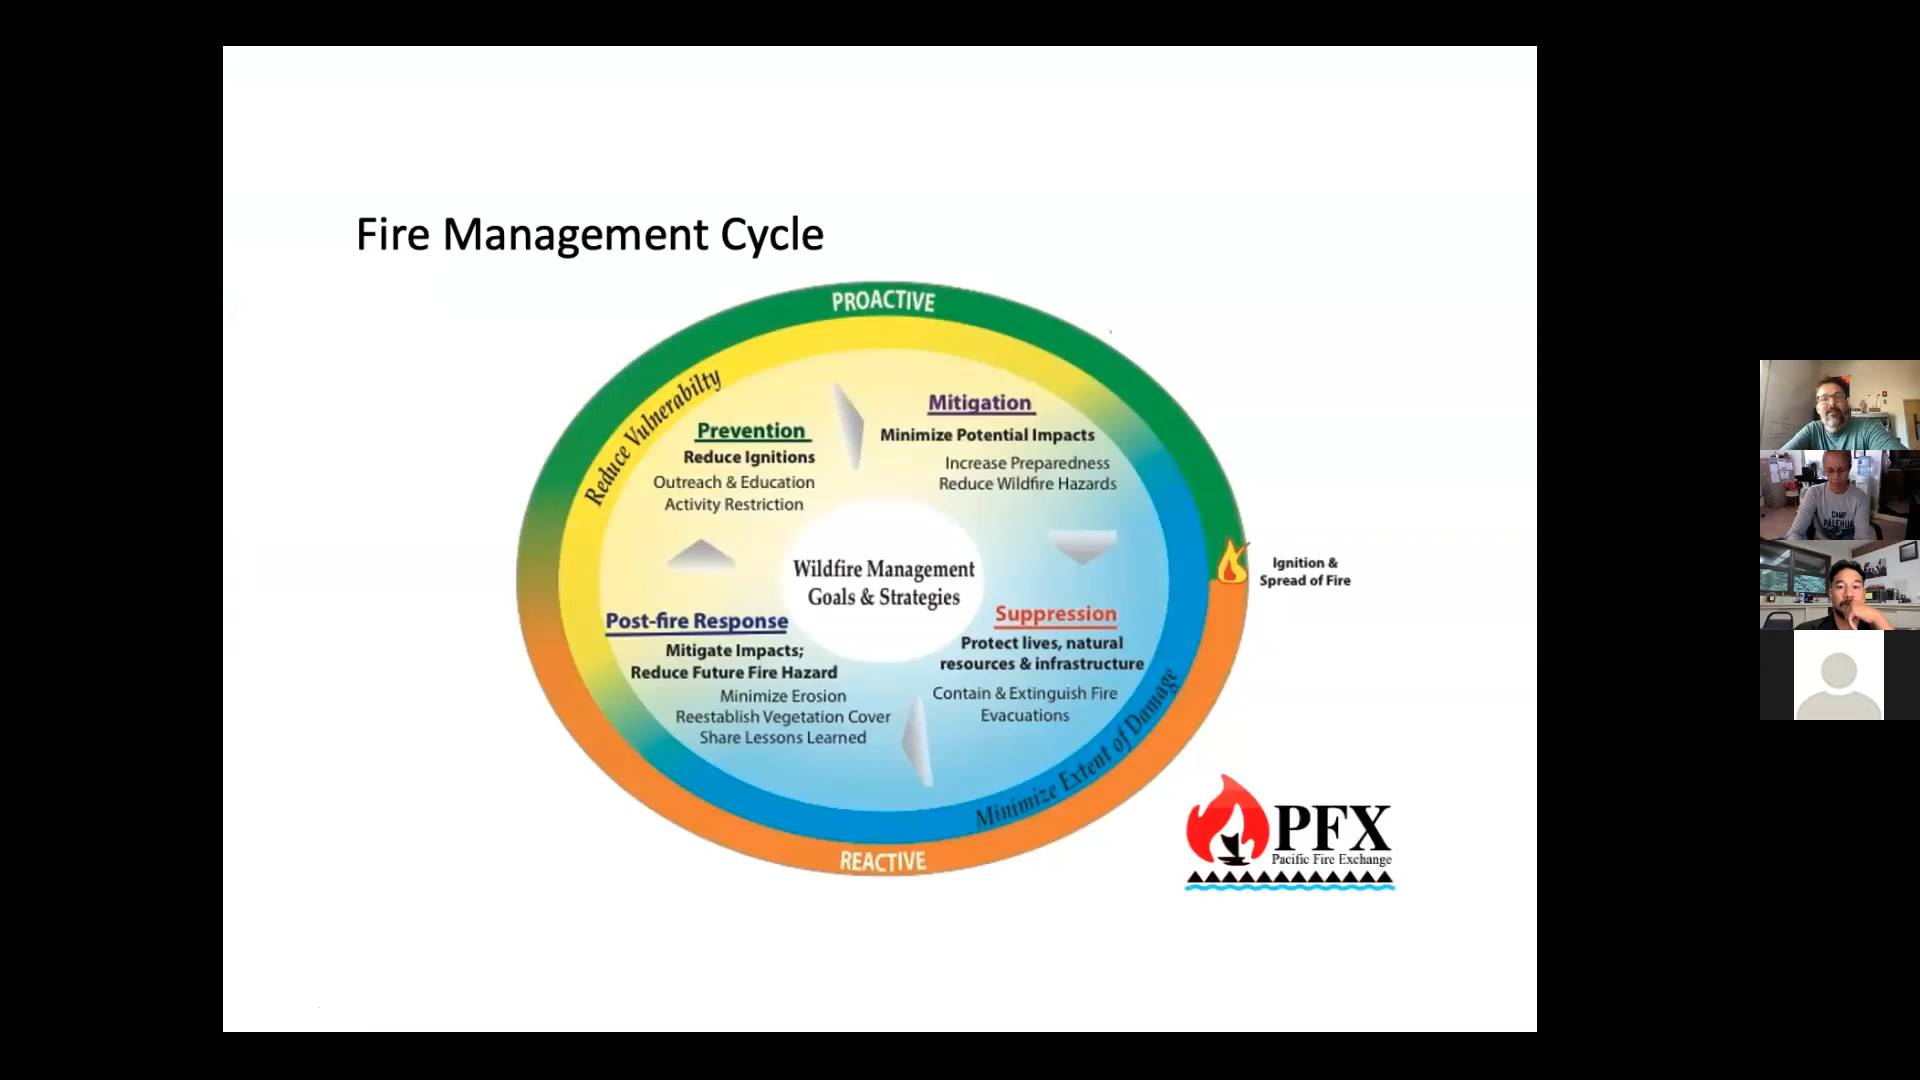 Fire Management Cycle
PROACTIVE
Reduce Vulnerabilty
Prevention
Reduce Ignitions
Outreach & Education
Activity Restriction
Mitigation
Minimize Potential Impacts
Increase Preparedness
Reduce Wildfire Hazards
Wildfire Management
Goals & Strategies
Ignition &
Spread of Fire
Post-fire Response
Mitigate Impacts;
Reduce Future Fire Hazard
Minimize Erosion
Reestablish Vegetation Cover
Share Lessons Learned
Suppression
Protect lives, natural
resources & infrastructure
Contain & Extinguish Fire
Evacuations
Minimize Extent of Damage
REACTIVE
PFX
Pacific Fire Exchange
CAMP
PALEHUA